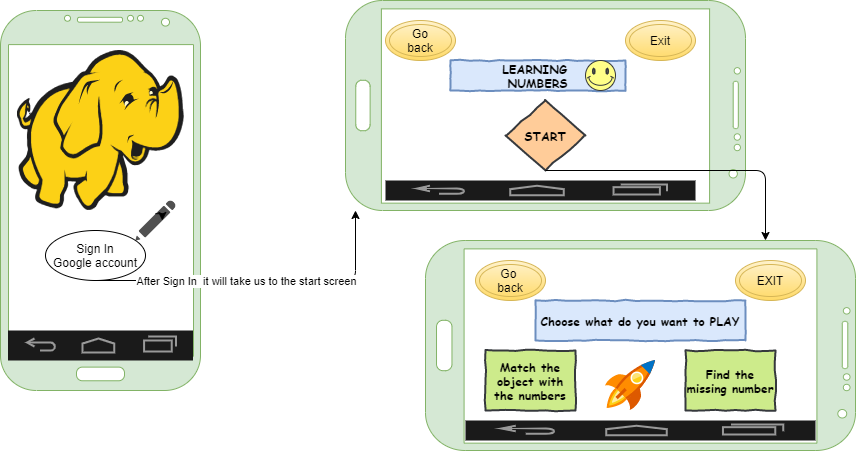 Sign In
Google account
After Sign In it will take us to the start screen
Go
back
Exit
LEARNING
NUMBERS
START
Go
back
EXIT
Choose what do you want to PLAY
Match the
object with
the numbers
Find the
missing number